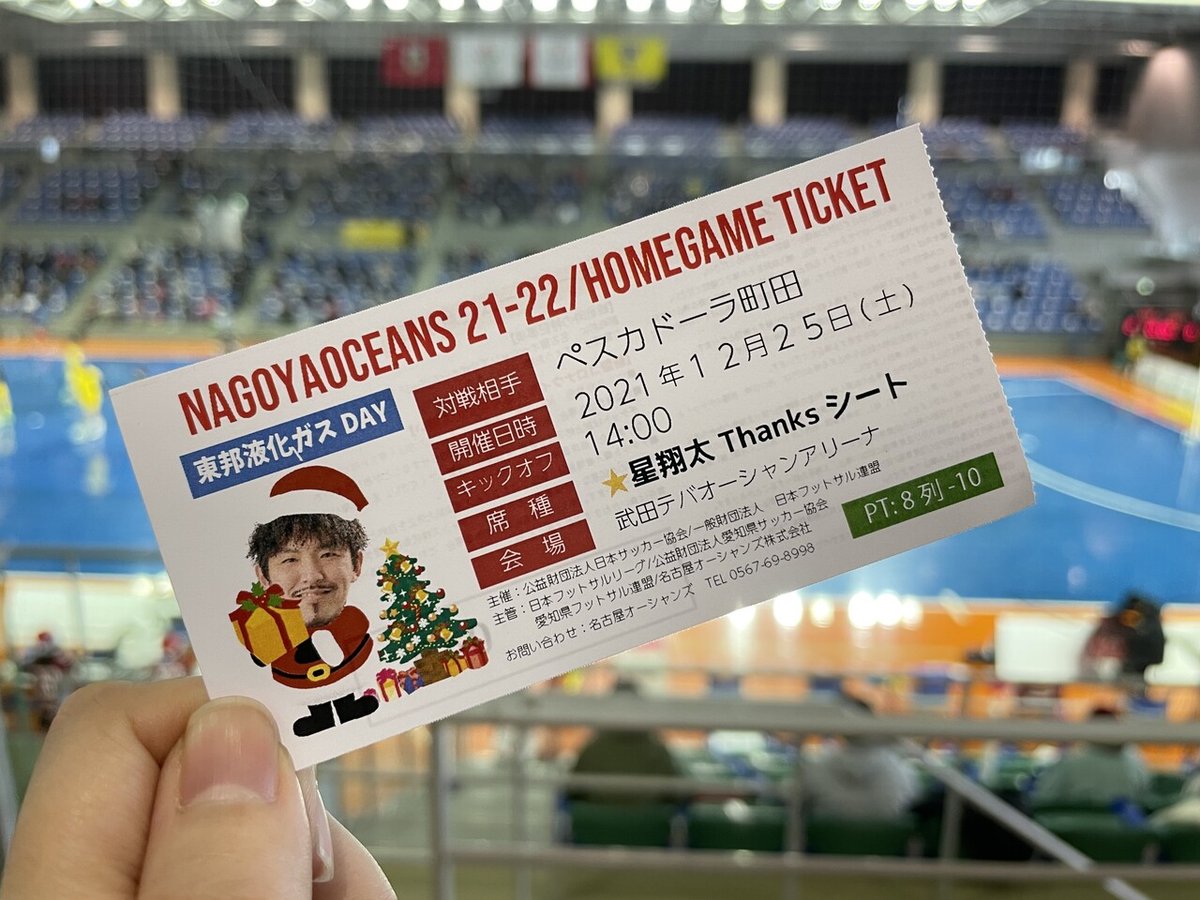 NAGOYAOCEANS 21-22/HOMEGAME TICKET
東邦液化ガス DAY
対戦相手 ペスカドーラ町田
開催日時 2021年12月25日(土)
キックオフ 14:00
席 種 ★星翔太 Thanks シート
会 場 武田テバオーシャンアリーナ
主催：公益財団法人日本サッカー協会/一般財団法人 日本フットサル連盟
主管：日本フットサルリーグ/公益財団法人愛知県サッカー協会
愛知県フットサル連盟/名古屋オーシャンズ株式会社
お問い合わせ：名古屋オーシャンズ TEL 0567-69-8998
PT: 8 列 -10